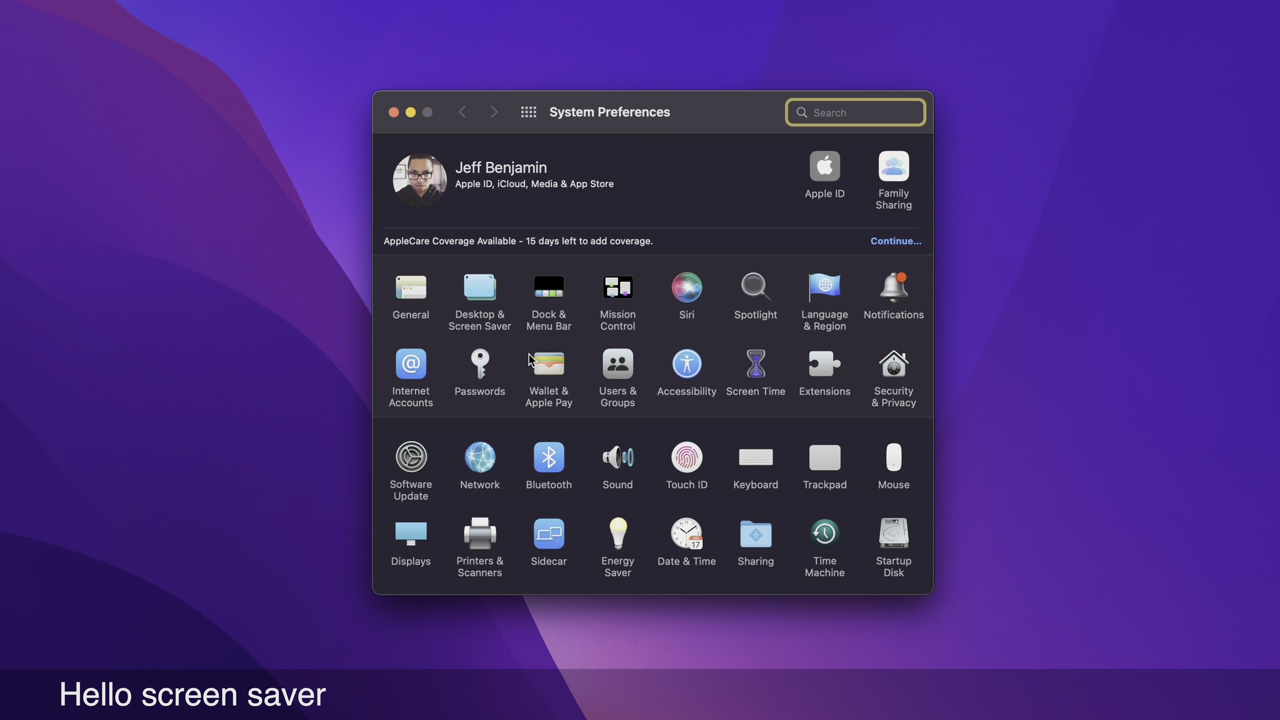 System Preferences
Search
Jeff Benjamin
Apple ID, iCloud, Media & App Store
Apple ID
Family
Sharing
AppleCare Coverage Available - 15 days left to add coverage.
Continue...
General
Desktop &
Screen Saver
Dock &
Menu Bar
Mission
Control
Siri
Spotlight
Language
& Region
Notifications
Internet
Accounts
Passwords
Wallet &
Apple Pay
Users &
Groups
Accessibility
Screen Time
Extensions
Security
& Privacy
Software
Update
Network
Bluetooth
Sound
Touch ID
Keyboard
Trackpad
Mouse
Displays
Printers &
Scanners
Sidecar
Energy
Saver
17
Date & Time
Sharing
Time
Machine
Startup
Disk
Hello screen saver